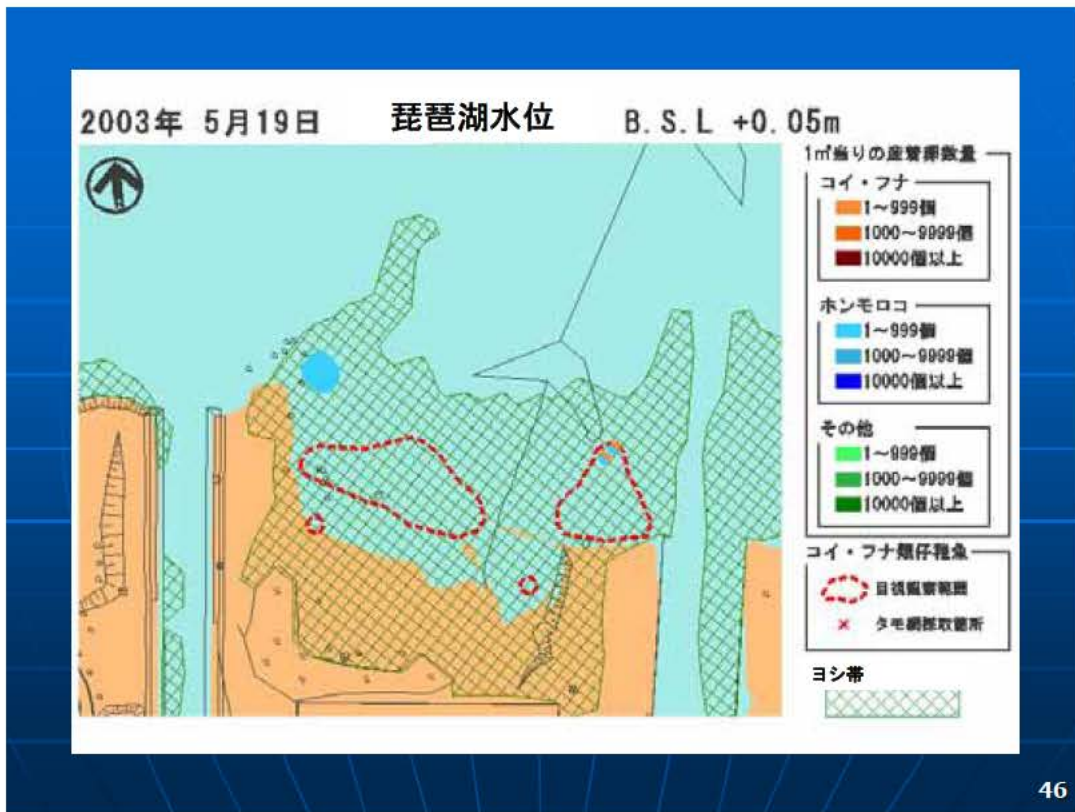 2003年 5月19日 琵琶湖水位 B.S.L +0.05m
1㎡当りの産着卵数量
コイ・フナ
1～999個
1000～9999個
10000個以上
ホンモロコ
1～999個
1000～9999個
10000個以上
その他
1～999個
1000～9999個
10000個以上
コイ・フナ類仔稚魚
目視観察範囲
タモ網採取箇所
ヨシ帯
46